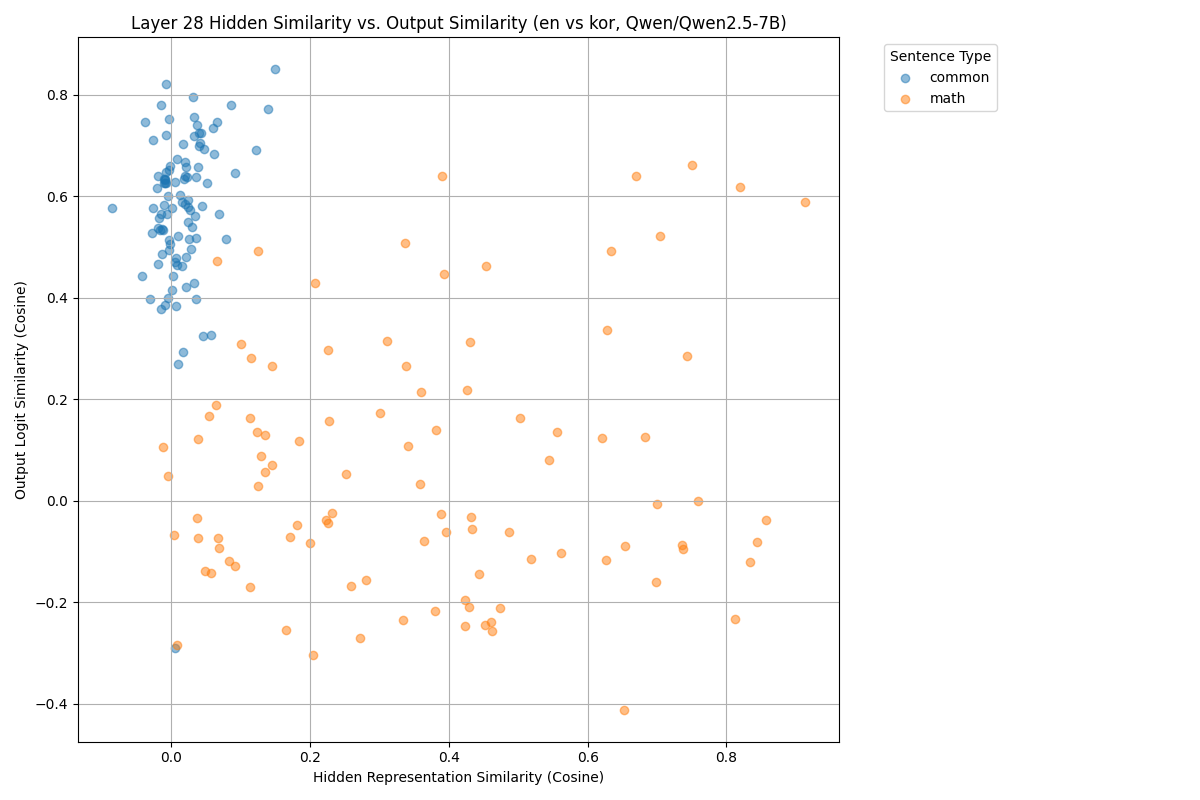 Layer 28 Hidden Similarity vs. Output Similarity (en vs kor, Qwen/Qwen2.5-7B)
Sentence Type
common
math
Output Logit Similarity (Cosine)
0.8
0.6
0.4
0.2
0.0
−0.2
−0.4
0.0 0.2 0.4 0.6 0.8
Hidden Representation Similarity (Cosine)